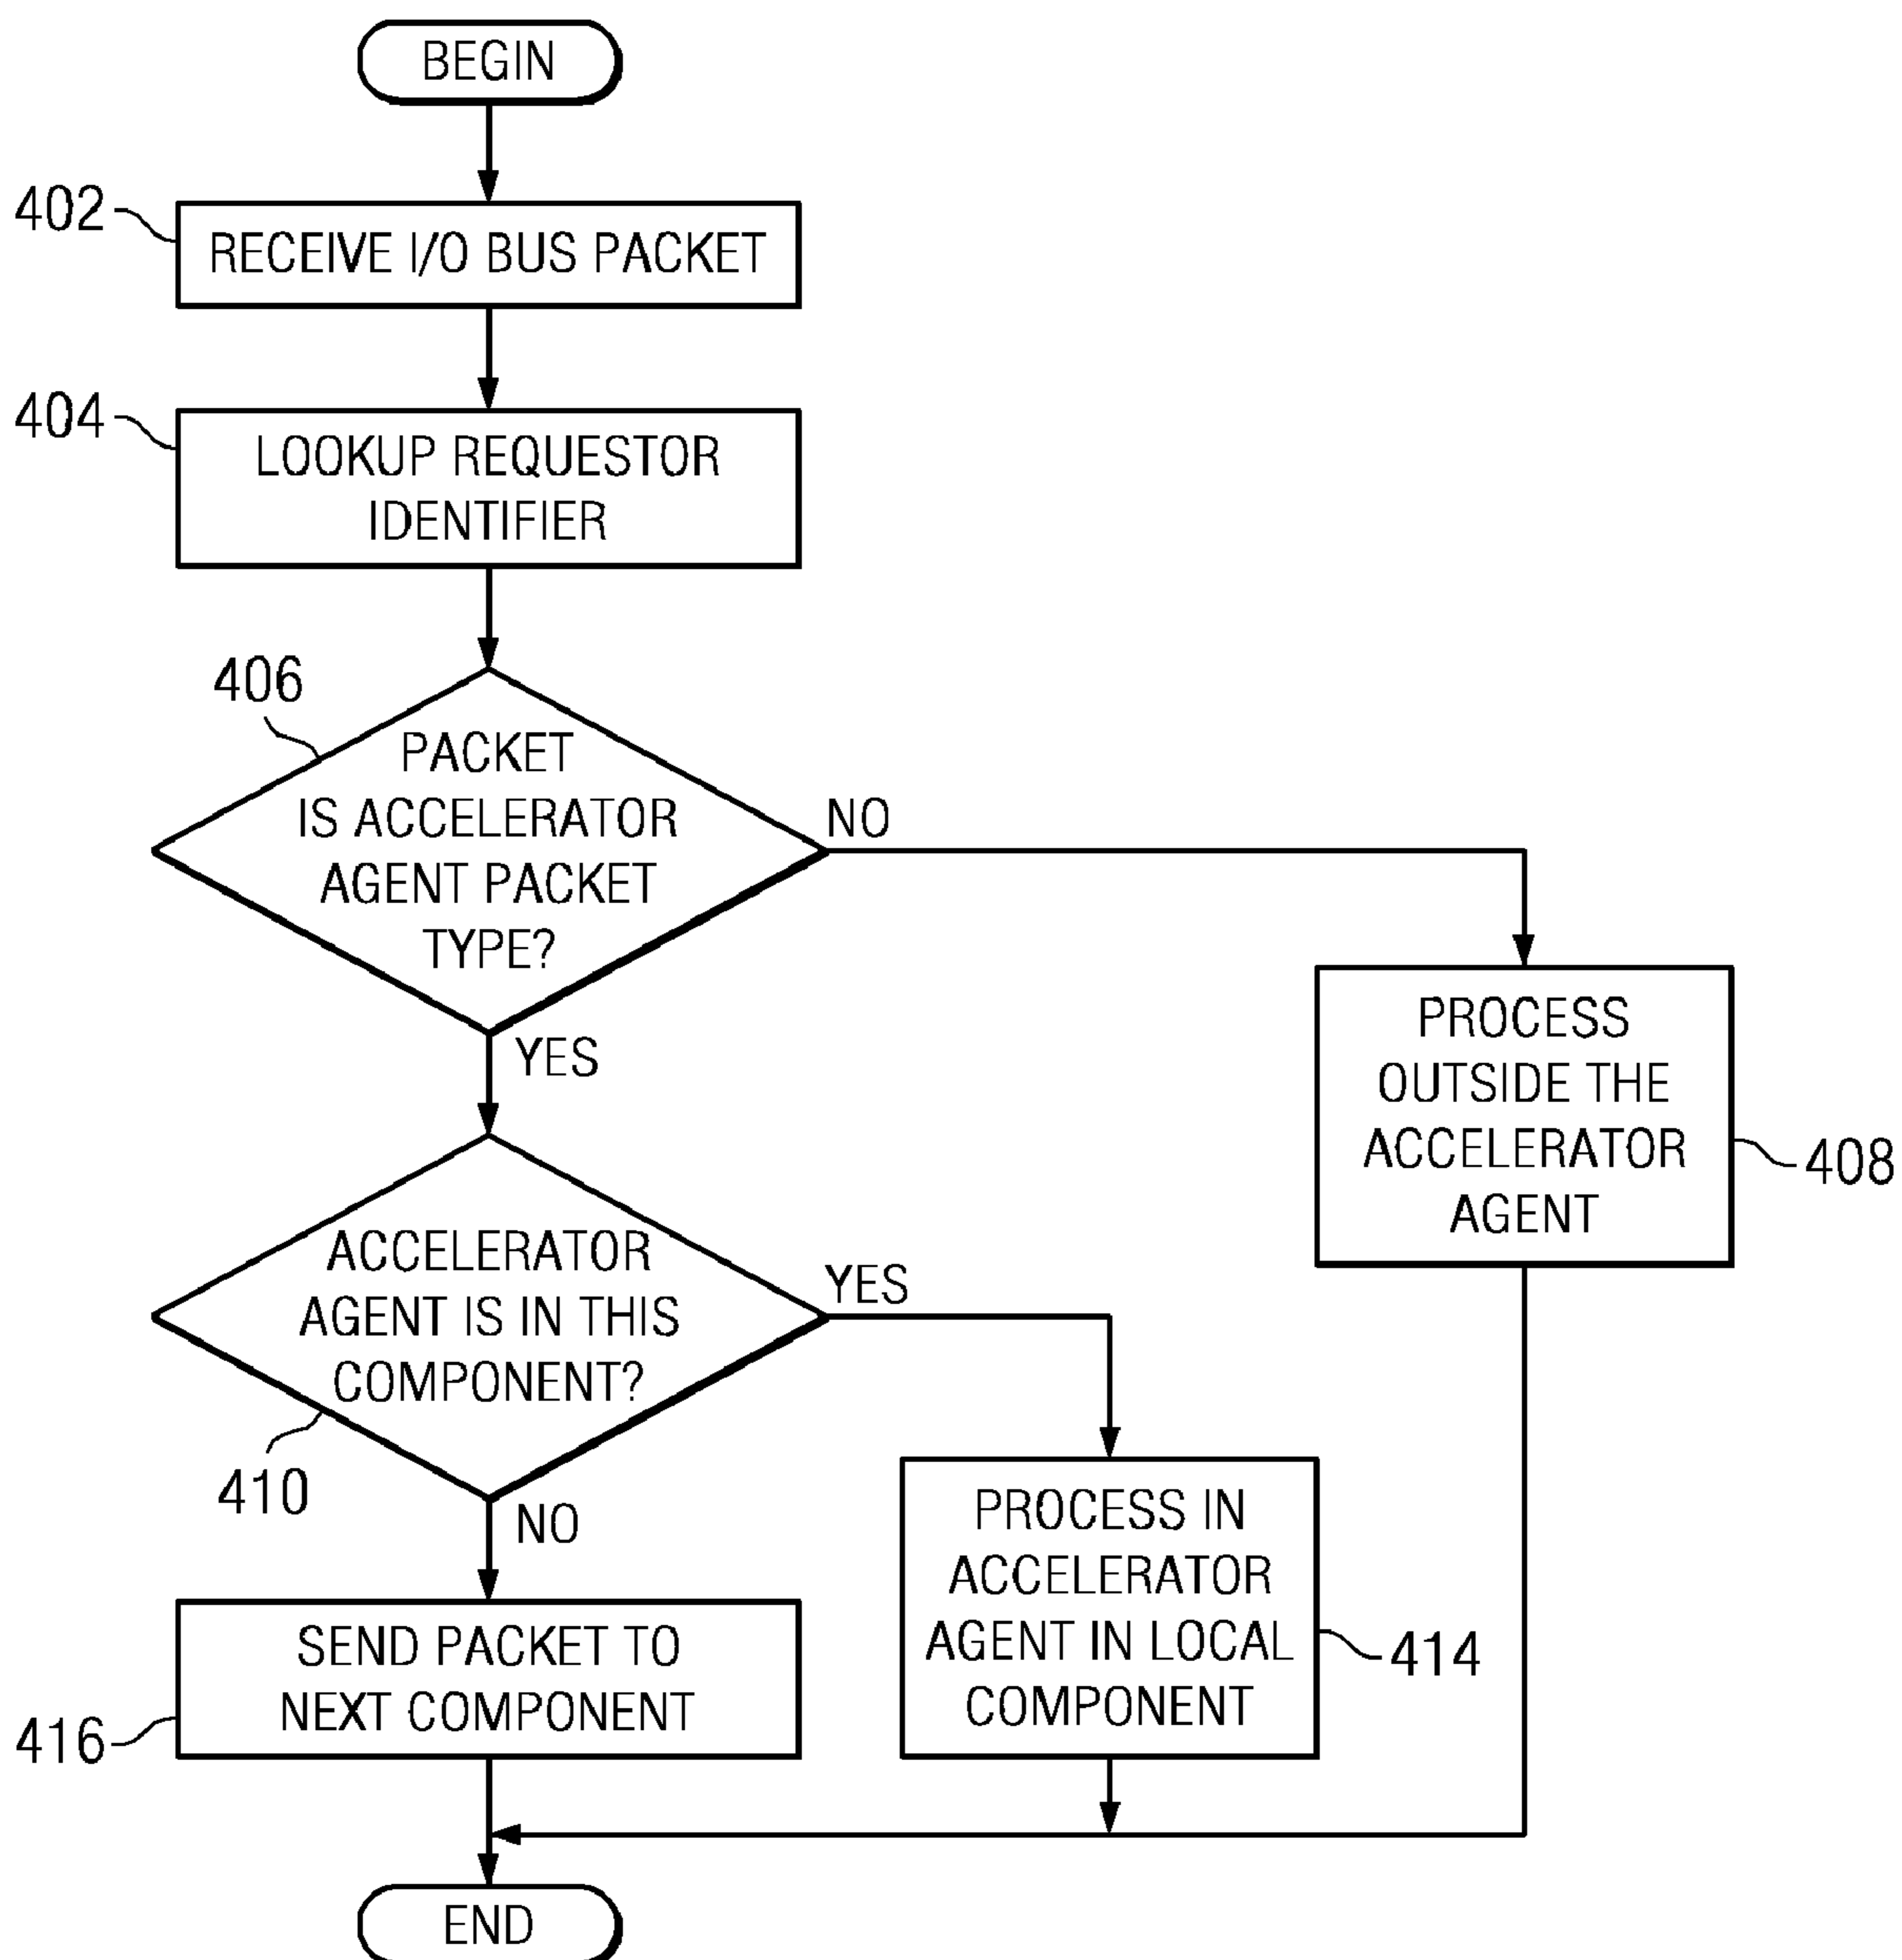 BEGIN
402
RECEIVE I/O BUS PACKET
404
LOOKUP REQUESTOR
IDENTIFIER
406
PACKET
IS ACCELERATOR
AGENT PACKET
TYPE?
NO
YES
PROCESS
OUTSIDE THE
ACCELERATOR
AGENT
408
ACCELERATOR
AGENT IS IN THIS
COMPONENT?
YES
410
NO
PROCESS IN
ACCELERATOR
AGENT IN LOCAL
COMPONENT
414
SEND PACKET TO
NEXT COMPONENT
416
END